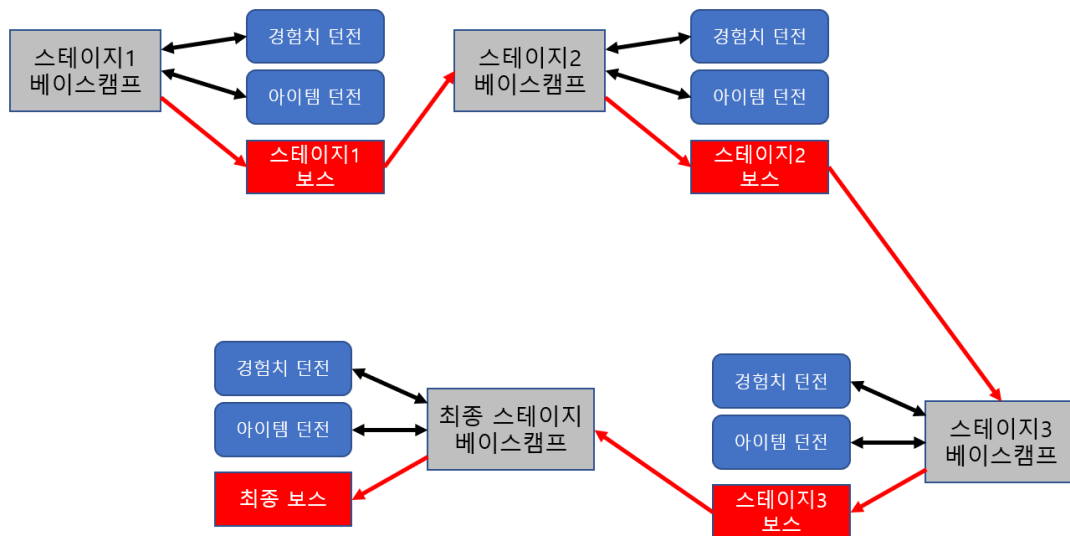 스테이지1
베이스캠프
경험치 던전
아이템 던전
스테이지1
보스
스테이지2
베이스캠프
경험치 던전
아이템 던전
스테이지2
보스
스테이지3
베이스캠프
경험치 던전
아이템 던전
스테이지3
보스
최종 스테이지
베이스캠프
경험치 던전
아이템 던전
최종 보스